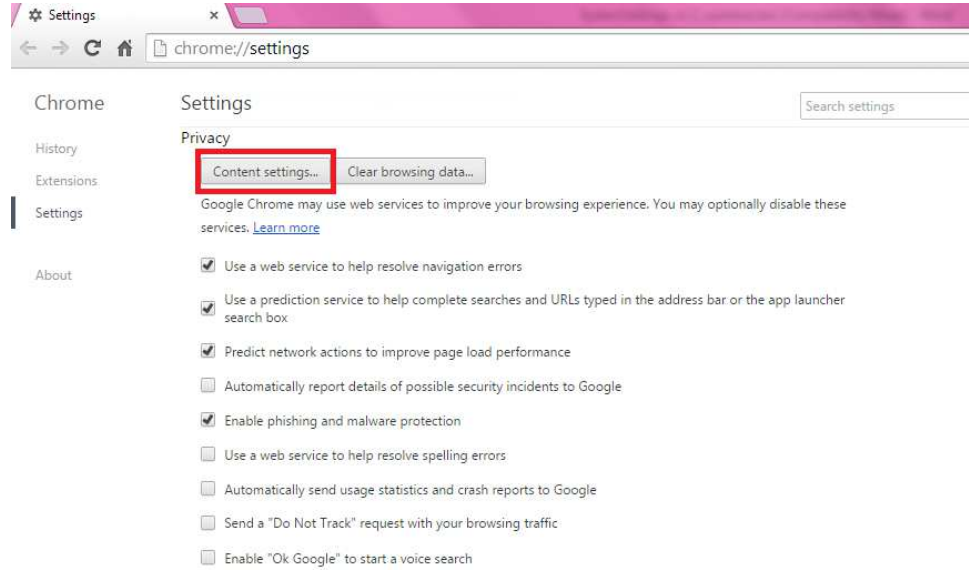 Settings
chrome://settings
Chrome
Settings
Search settings
History
Extensions
Settings
About
Privacy
Content settings...
Clear browsing data...
Google Chrome may use web services to improve your browsing experience. You may optionally disable these
services. Learn more
Use a web service to help resolve navigation errors
Use a prediction service to help complete searches and URLs typed in the address bar or the app launcher
search box
Predict network actions to improve page load performance
Automatically report details of possible security incidents to Google
Enable phishing and malware protection
Use a web service to help resolve spelling errors
Automatically send usage statistics and crash reports to Google
Send a "Do Not Track" request with your browsing traffic
Enable "Ok Google" to start a voice search